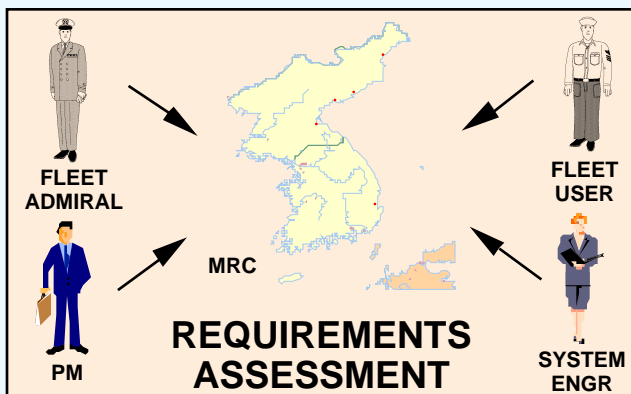 FLEET
ADMIRAL
FLEET
USER
MRC
PM
REQUIREMENTS
ASSESSMENT
SYSTEM
ENGR